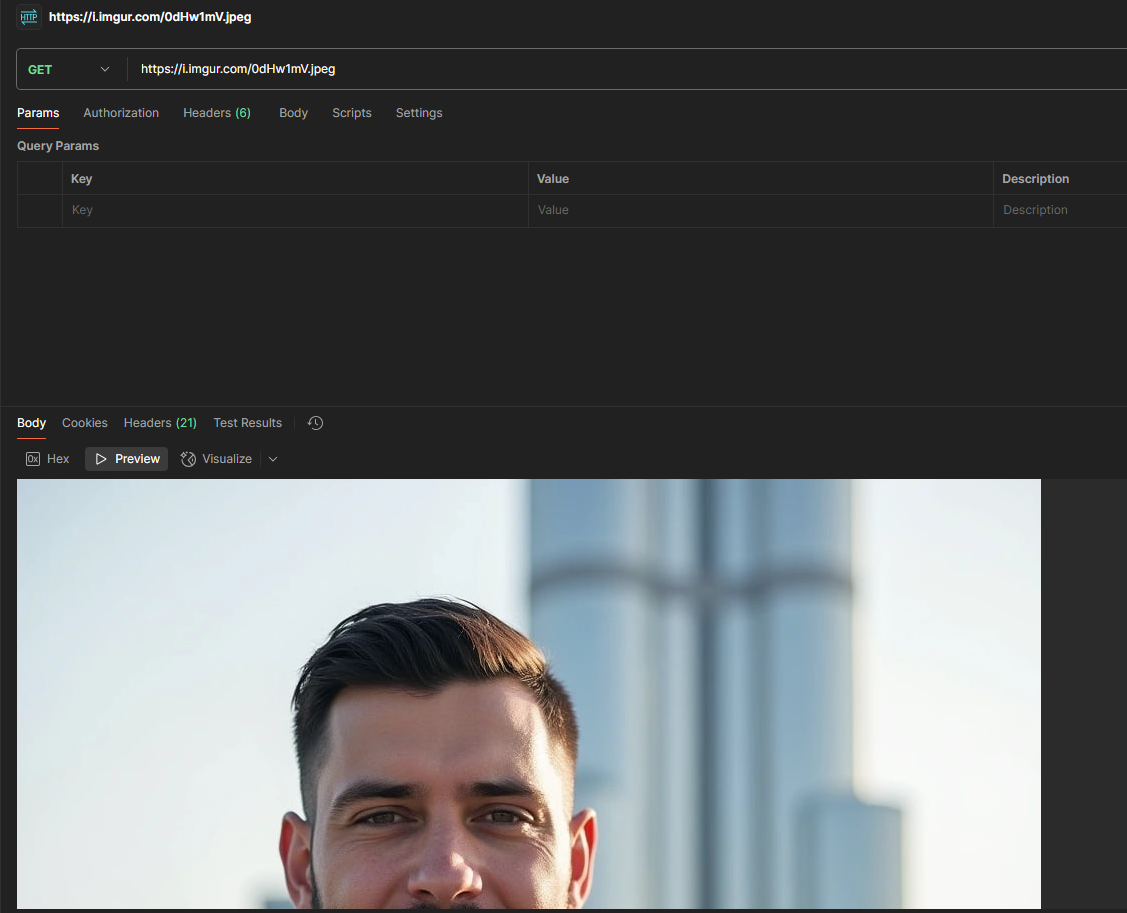 HTTP https://i.imgur.com/0dHw1mV.jpeg
GET https://i.imgur.com/0dHw1mV.jpeg
Params Authorization Headers (6) Body Scripts Settings
Query Params
Key Value Description
Key Value Description
Body Cookies Headers (21) Test Results
0x Hex Preview Visualize